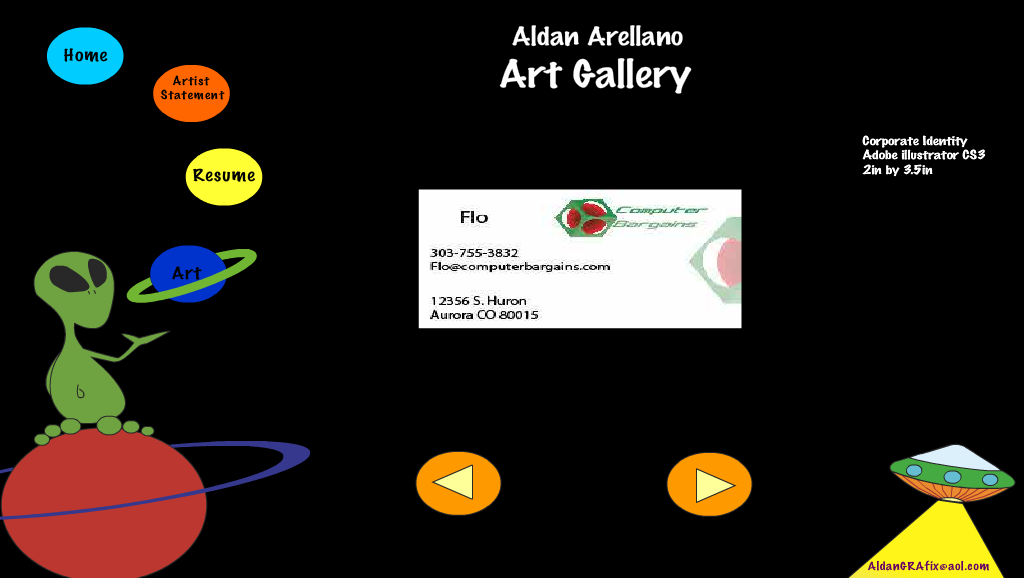 Aldan Arellano
Art Gallery
Home
Artist
Statement
Resume
Art
Corporate Identity
Adobe illustrator CS3
2in by 3.5in
Flo
Computer
Bargains
303-755-3832
Flo@computerbargains.com
12356 S. Huron
Aurora CO 80015
AldanGRAfix@aol.com